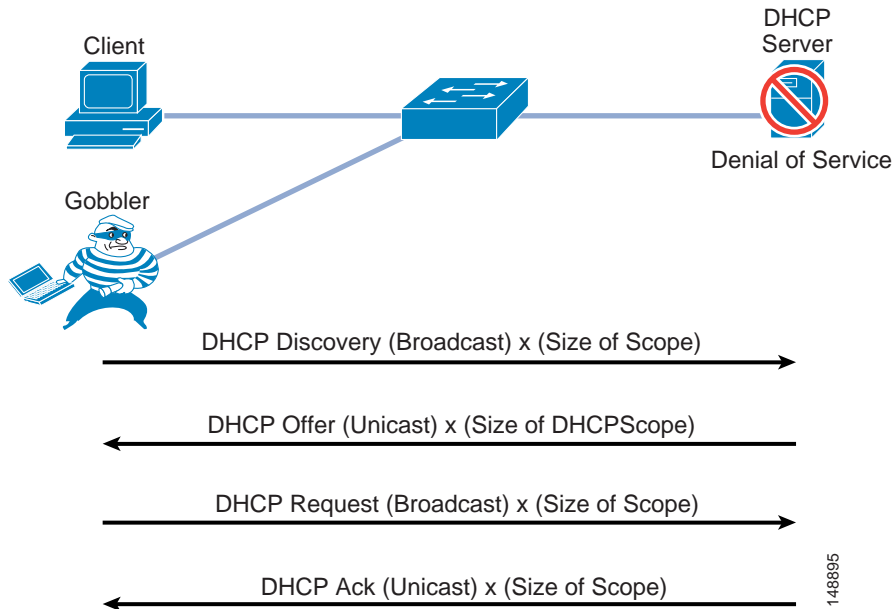 Client
DHCP
Server
Denial of Service
Gobbler
DHCP Discovery (Broadcast) x (Size of Scope)
DHCP Offer (Unicast) x (Size of DHCPScope)
DHCP Request (Broadcast) x (Size of Scope)
DHCP Ack (Unicast) x (Size of Scope)
148895